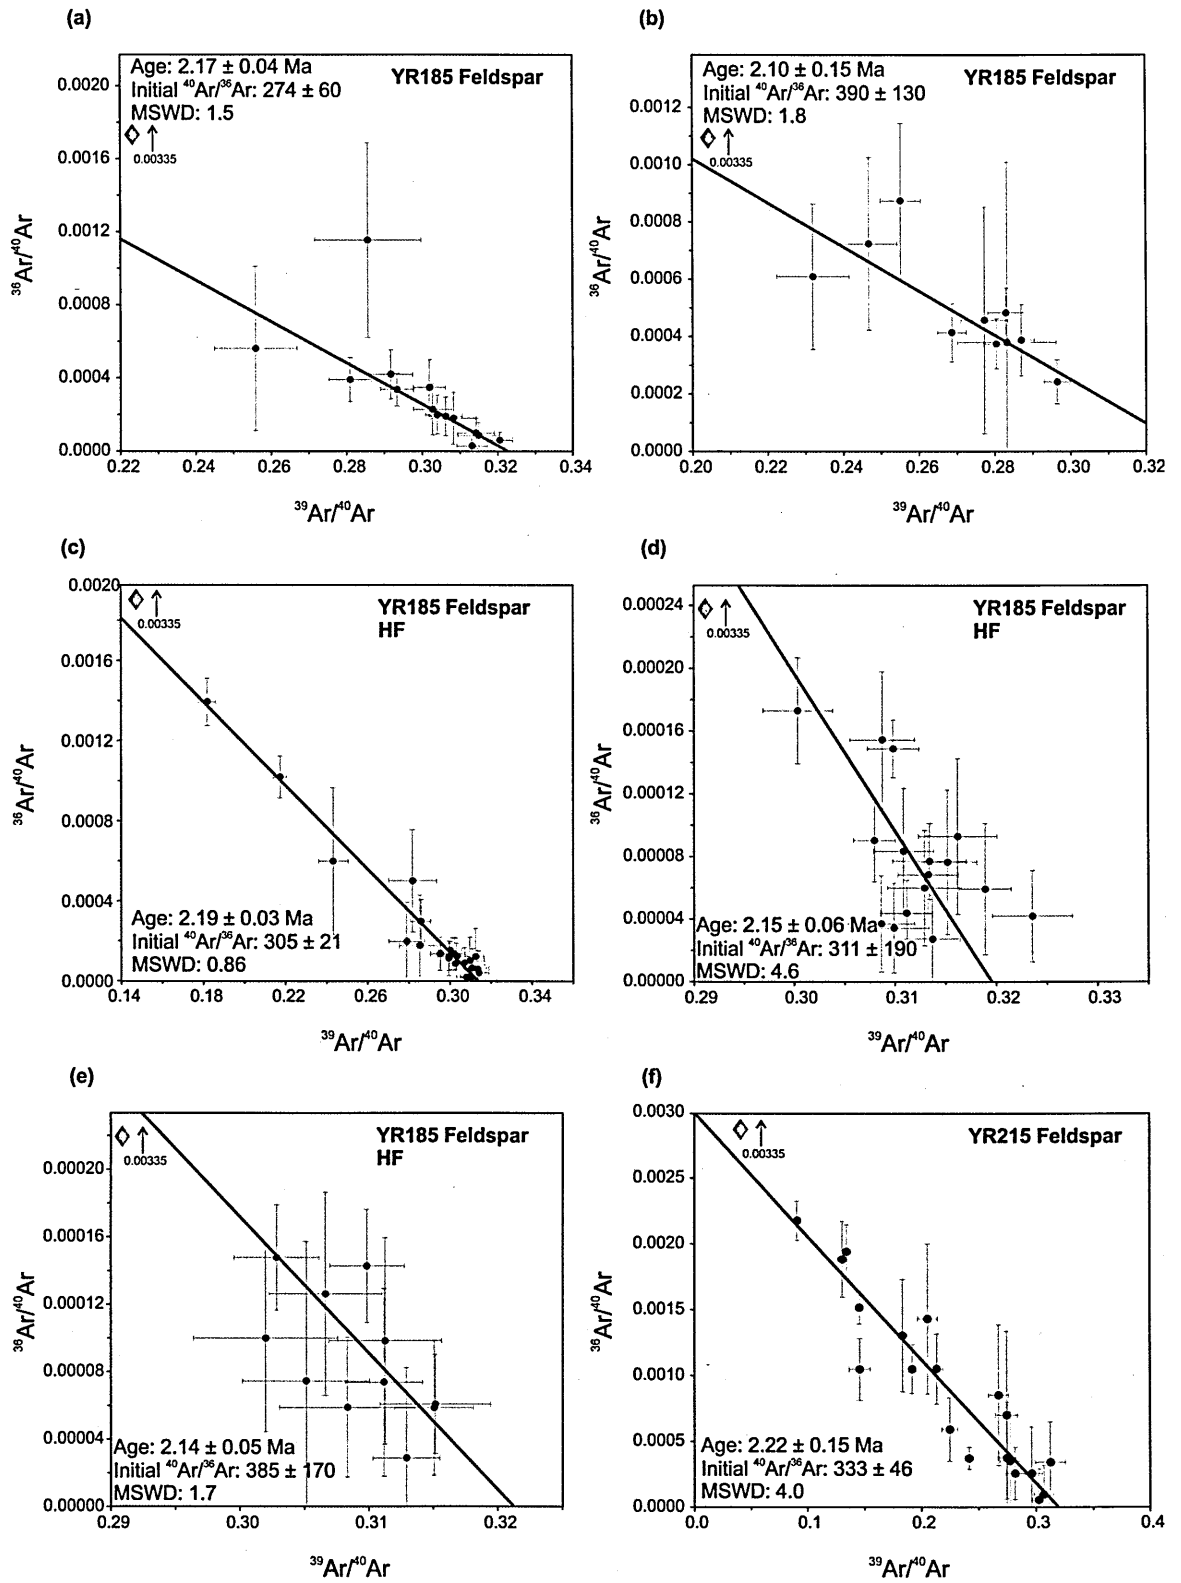 (a)
Age: 2.17 ± 0.04 Ma
Initial ⁴⁰Ar/³⁶Ar: 274 ± 60
MSWD: 1.5
YR185 Feldspar
0.00335
0.0020
0.0016
0.0012
0.0008
0.0004
0.0000
³⁶Ar/⁴⁰Ar
0.22 0.26 0.28 0.30 0.32 0.34
³⁹Ar/⁴⁰Ar
(b)
Age: 2.10 ± 0.15 Ma
Initial ⁴⁰Ar/³⁶Ar: 390 ± 130
MSWD: 1.8
YR185 Feldspar
0.00335
0.0012
0.0010
0.0008
0.0006
0.0004
0.0002
0.0000
³⁶Ar/⁴⁰Ar
0.20 0.22 0.24 0.26 0.28 0.30 0.32
³⁹Ar/⁴⁰Ar
(c)
YR185 Feldspar
HF
0.00335
0.0020
0.0016
0.0012
0.0008
0.0004
0.0000
³⁶Ar/⁴⁰Ar
Age: 2.19 ± 0.03 Ma
Initial ⁴⁰Ar/³⁶Ar: 305 ± 21
MSWD: 0.86
0.14 0.18 0.22 0.26 0.30 0.34
³⁹Ar/⁴⁰Ar
(d)
YR185 Feldspar
HF
0.00335
0.00024
0.00020
0.00016
0.00012
0.00008
0.00004
0.00000
³⁶Ar/⁴⁰Ar
Age: 2.15 ± 0.06 Ma
Initial ⁴⁰Ar/³⁶Ar: 311 ± 190
MSWD: 4.6
0.29 0.30 0.31 0.32 0.33
³⁹Ar/⁴⁰Ar
(e)
YR185 Feldspar
HF
0.00335
0.00020
0.00016
0.00012
0.00008
0.00004
0.00000
³⁶Ar/⁴⁰Ar
Age: 2.14 ± 0.05 Ma
Initial ⁴⁰Ar/³⁶Ar: 385 ± 170
MSWD: 1.7
0.29 0.30 0.31 0.32
³⁹Ar/⁴⁰Ar
(f)
YR215 Feldspar
0.00335
0.0030
0.0025
0.0020
0.0015
0.0010
0.0005
0.0000
³⁶Ar/⁴⁰Ar
Age: 2.22 ± 0.15 Ma
Initial ⁴⁰Ar/³⁶Ar: 333 ± 46
MSWD: 4.0
0.0 0.1 0.2 0.3 0.4
³⁹Ar/⁴⁰Ar